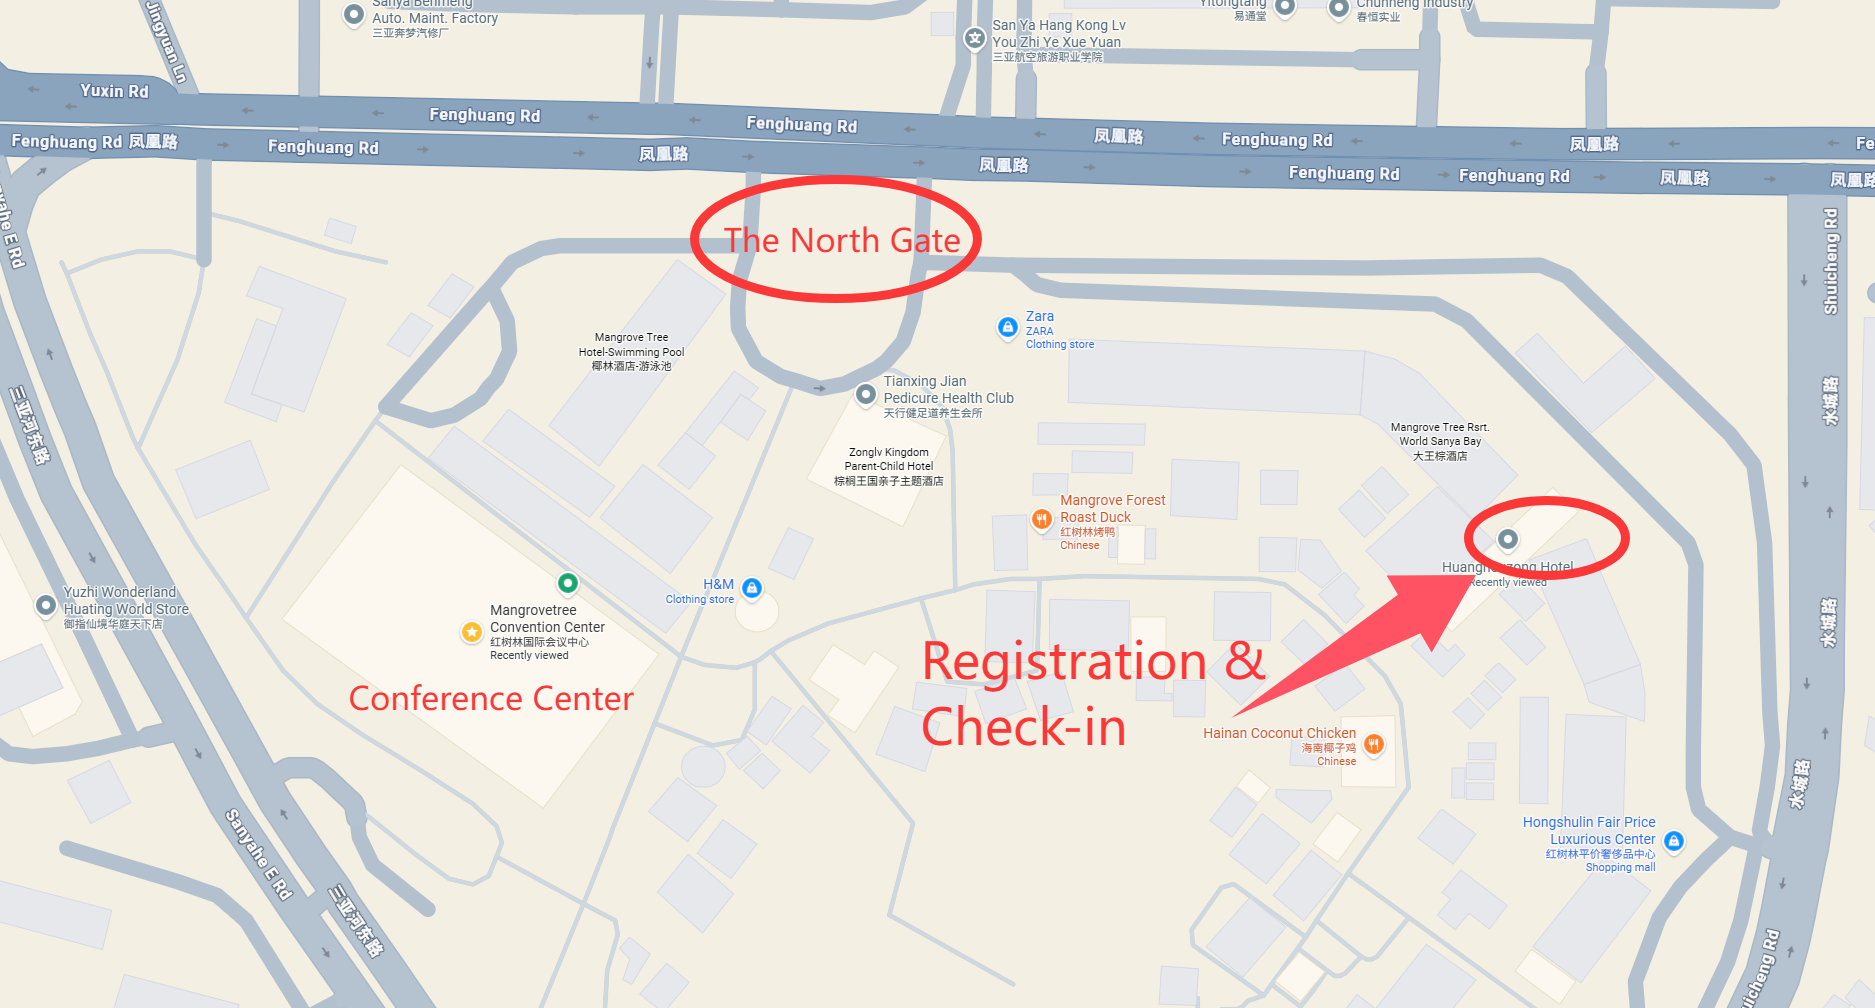 Sanya Benmeng
Auto. Maint. Factory
三亚奔梦汽修厂
Jingyuan Ln
San Ya Hang Kong Lv
You Zhi Ye Xue Yuan
三亚航空旅游职业学院
Yitongtang
易通堂
Chunheng Industry
春恒实业
Yuxin Rd
Fenghuang Rd
Fenghuang Rd
凤凰路
Fenghuang Rd
凤凰路
Fenghuang Rd 凤凰路
Fenghuang Rd
凤凰路
凤凰路
Fenghuang Rd
Fenghuang Rd
凤凰路
凤凰路
The North Gate
Shuicheng Rd
Zara
ZARA
Clothing store
Mangrove Tree
Hotel-Swimming Pool
椰林酒店-游泳池
Tianxing Jian
Pedicure Health Club
天行健足道养生会所
水城路
三亚河东路
Mangrove Tree Rsrt.
World Sanya Bay
大王棕酒店
Zonglv Kingdom
Parent-Child Hotel
棕榈王国亲子主题酒店
Mangrove Forest
Roast Duck
红树林烤鸭
Chinese
Hotel
Recently viewed
Yuzhi Wonderland
Huating World Store
御指仙境华庭天下店
H&M
Clothing store
Mangrovetree
Convention Center
红树林国际会议中心
Recently viewed
水城路
Conference Center
Registration &
Check-in
Hainan Coconut Chicken
海南椰子鸡
Chinese
水城路
Hongshulin Fair Price
Luxurious Center
红树林平价奢侈品中心
Shopping mall
Sanyahe E Rd
三亚河东路